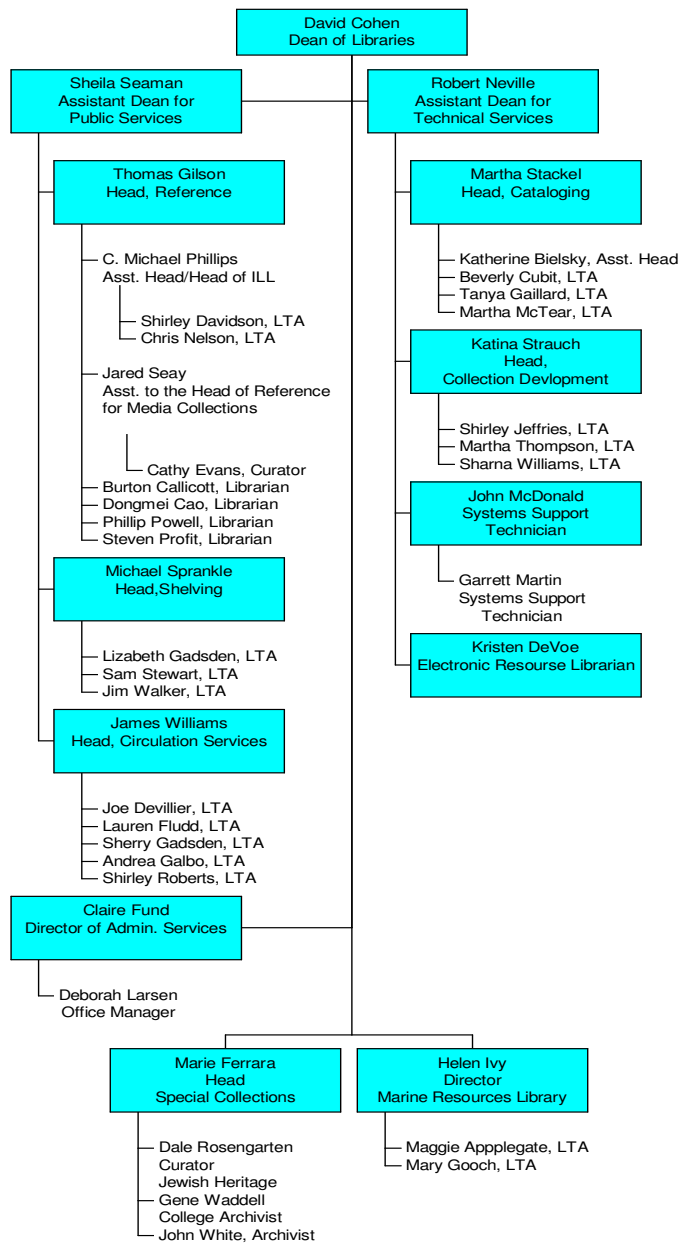 David Cohen
Dean of Libraries
Sheila Seaman
Assistant Dean for
Public Services
Robert Neville
Assistant Dean for
Technical Services
Thomas Gilson
Head, Reference
C. Michael Phillips
Asst. Head/Head of ILL
Shirley Davidson, LTA
Chris Nelson, LTA
Jared Seay
Asst. to the Head of Reference
for Media Collections
Cathy Evans, Curator
Burton Callicott, Librarian
Dongmei Cao, Librarian
Phillip Powell, Librarian
Steven Profit, Librarian
Michael Sprankle
Head,Shelving
Lizabeth Gadsden, LTA
Sam Stewart, LTA
Jim Walker, LTA
James Williams
Head, Circulation Services
Joe Devillier, LTA
Lauren Fludd, LTA
Sherry Gadsden, LTA
Andrea Galbo, LTA
Shirley Roberts, LTA
Martha Stackel
Head, Cataloging
Katherine Bielsky, Asst. Head
Beverly Cubit, LTA
Tanya Gaillard, LTA
Martha McTear, LTA
Katina Strauch
Head,
Collection Devlopment
Shirley Jeffries, LTA
Martha Thompson, LTA
Sharna Williams, LTA
John McDonald
Systems Support
Technician
Garrett Martin
Systems Support
Technician
Kristen DeVoe
Electronic Resourse Librarian
Claire Fund
Director of Admin. Services
Deborah Larsen
Office Manager
Marie Ferrara
Head
Special Collections
Dale Rosengarten
Curator
Jewish Heritage
Gene Waddell
College Archivist
John White, Archivist
Helen Ivy
Director
Marine Resources Library
Maggie Appplegate, LTA
Mary Gooch, LTA